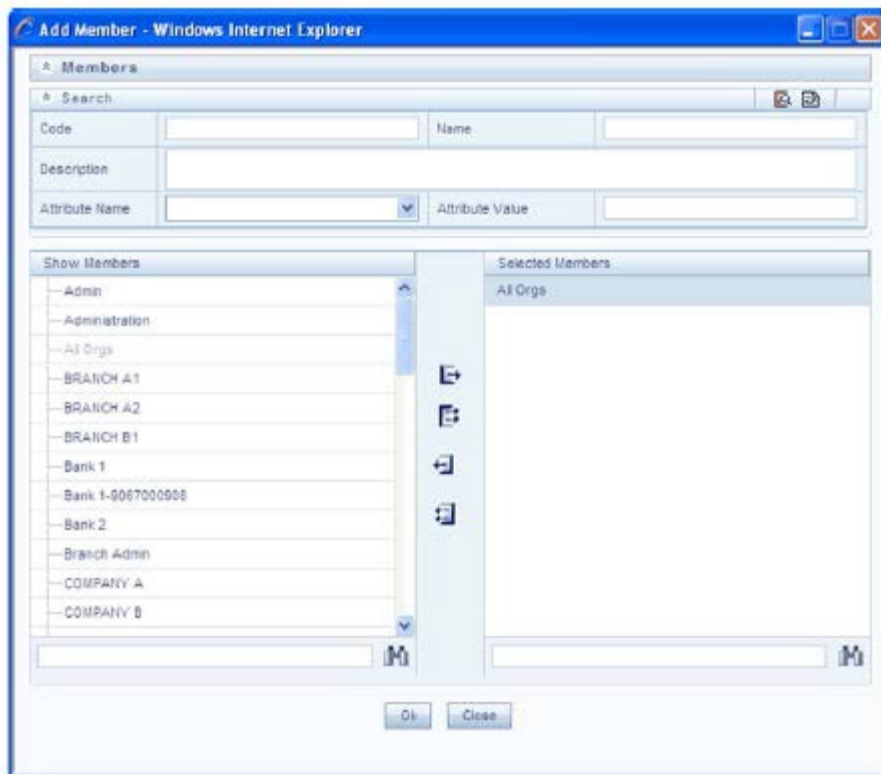 Add Member - Windows Internet Explorer
Members
Search
Code
Name
Description
Attribute Name
Attribute Value
Show Members
Selected Members
Admin
All Orgs
Administration
All Orgs
BRANCH A1
BRANCH A2
BRANCH B1
Bank 1
Bank 1-9087000908
Bank 2
Branch Admin
COMPANY A
COMPANY B
Ok
Close